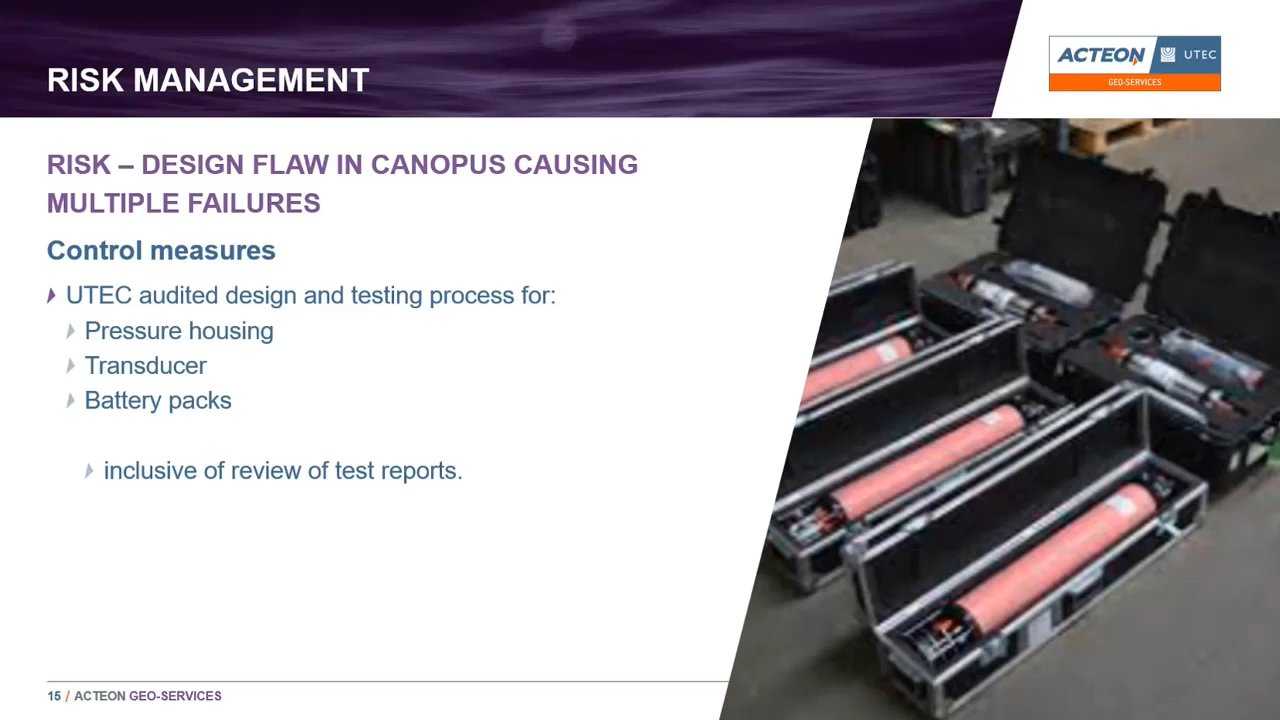 RISK MANAGEMENT
ACTEON
UTEC
GEO-SERVICES
RISK – DESIGN FLAW IN CANOPUS CAUSING
MULTIPLE FAILURES
Control measures
UTEC audited design and testing process for:
Pressure housing
Transducer
Battery packs
inclusive of review of test reports.
15 / ACTEON GEO-SERVICES